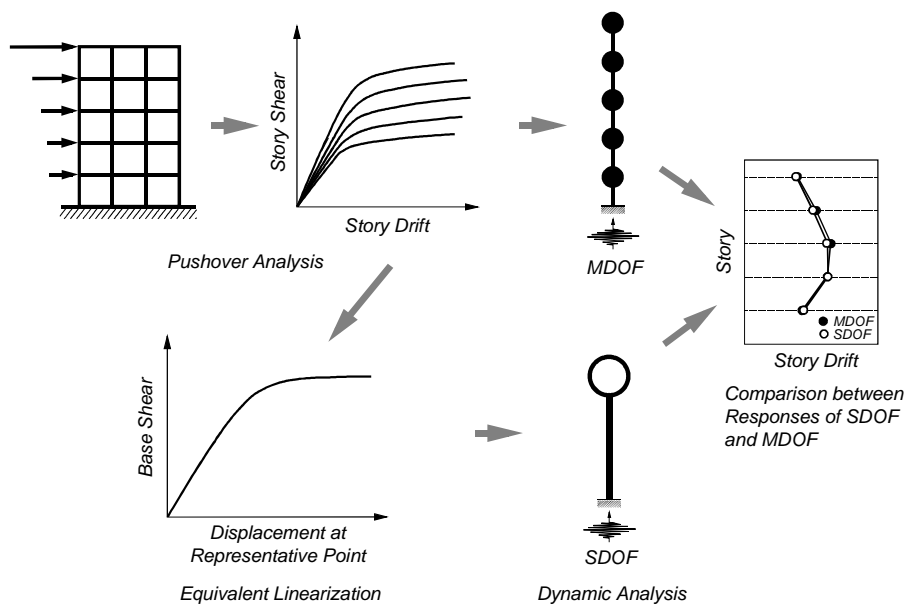 Story Shear
Story Drift
Pushover Analysis
MDOF
Story
MDOF
SDOF
Story Drift
Comparison between
Responses of SDOF
and MDOF
Base Shear
Displacement at
Representative Point
Equivalent Linearization
SDOF
Dynamic Analysis